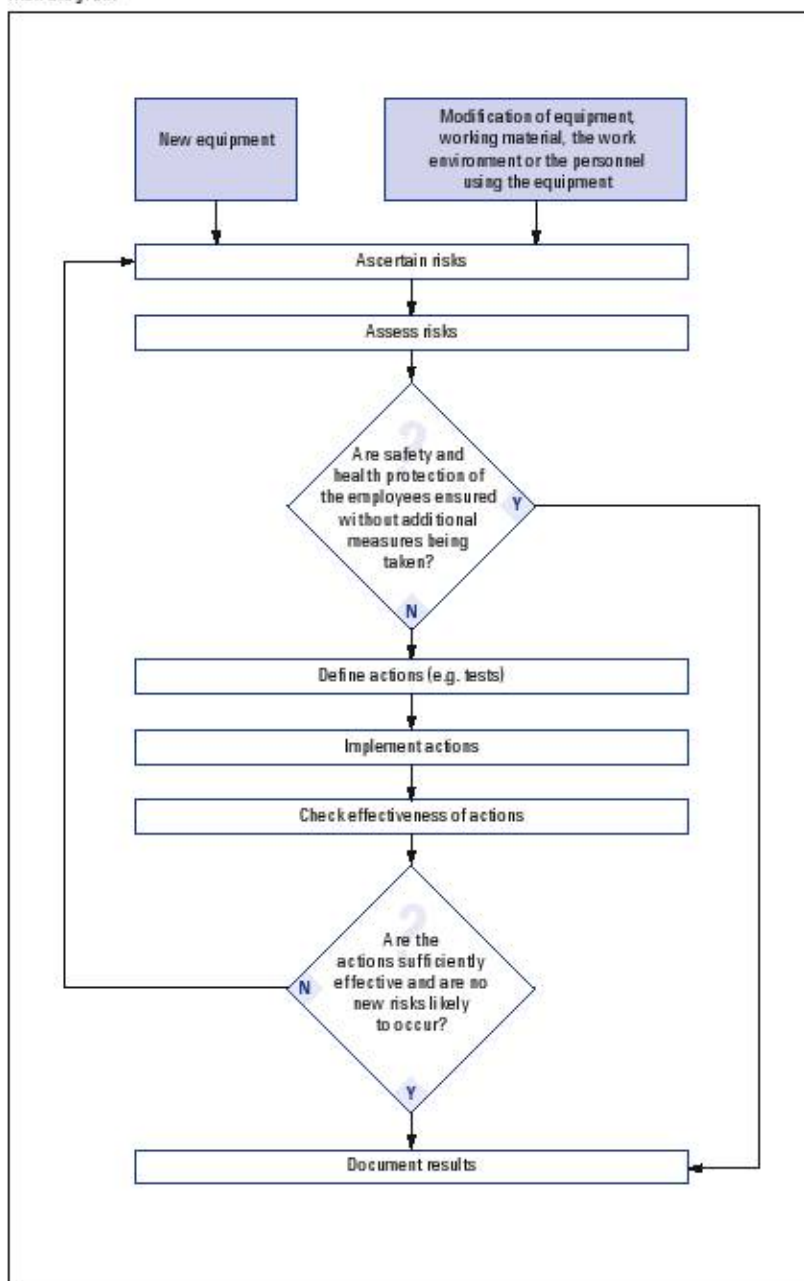 New equipment
Modification of equipment,
working material, the work
environment or the personnel
using the equipment
Ascertain risks
Assess risks
?
Are safety and
health protection of
the employees ensured
without additional
measures being
taken?
Y
N
Define actions (e.g. tests)
Implement actions
Check effectiveness of actions
?
Are the
actions sufficiently
effective and are no
new risks likely
to occur?
N
Y
Document results